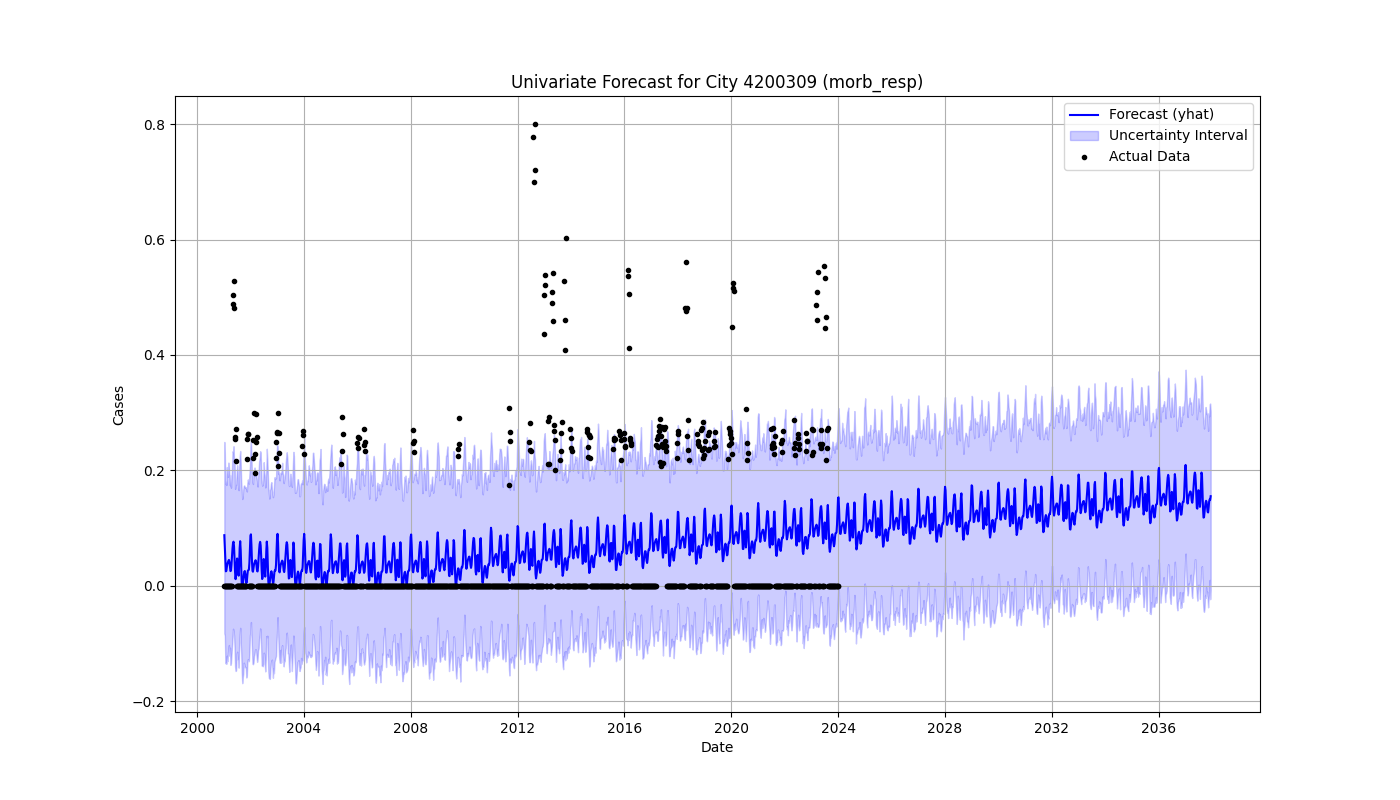 Univariate Forecast for City 4200309 (morb_resp)
Forecast (yhat)
Uncertainty Interval
Actual Data
Cases
0.8
0.6
0.4
0.2
0.0
−0.2
2000 2004 2008 2012 2016 2020 2024 2028 2032 2036
Date